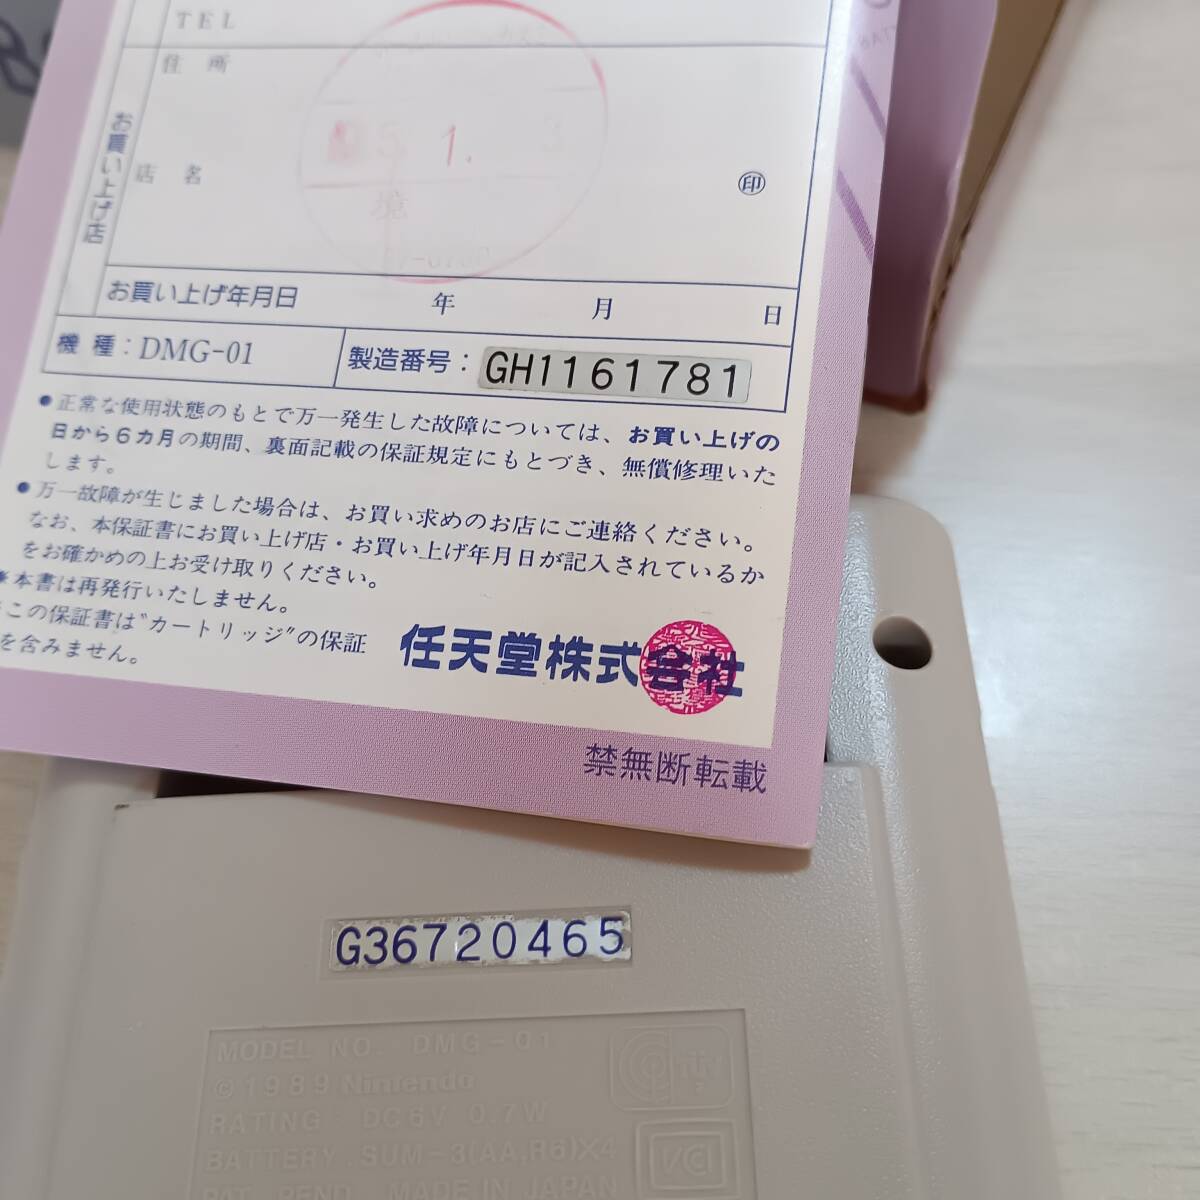 TEL
住所
お買い上げ店
5 1. 3
境
店名
印
お買い上げ年月日 年 月 日
機種：DMG-01 製造番号：GH1161781
●正常な使用状態のもとで万一発生した故障については、お買い上げの
日から6カ月の期間、裏面記載の保証規定にもとづき、無償修理いた
します。
●万一故障が生じました場合は、お買い求めのお店にご連絡ください。
なお、本保証書にお買い上げ店・お買い上げ年月日が記入されているか
をお確かめの上お受け取りください。
※本書は再発行いたしません。
この保証書は"カートリッジ"の保証
を含みません。
任天堂株式会社
禁無断転載
G36720465
MODEL NO. DMG-01
©1989 Nintendo
RATING : DC6V 0.7W
BATTERY : SUM-3(AA,R6)X4
PAT. PEND. MADE IN JAPAN